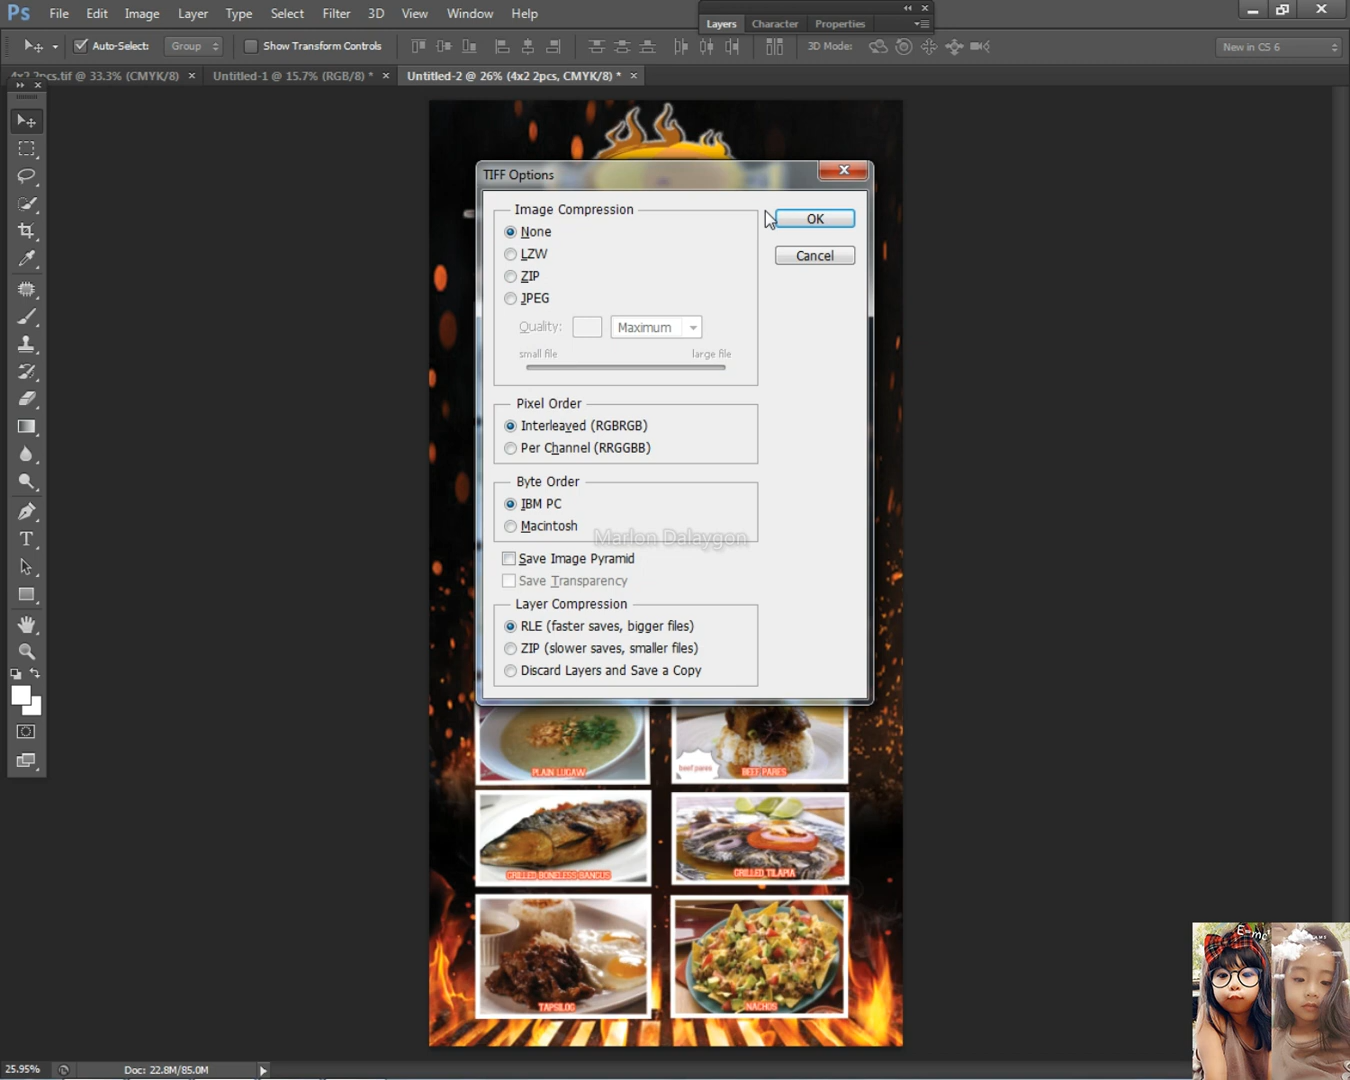 Ps File Edit Image Layer Type Select Filter 3D View Window Help
Layers Character Properties
Auto-Select: Group Show Transform Controls 3D Mode: New in CS 6
4x2 2pcs.tif @ 33.3% (CMYK/8) × Untitled-1 @ 15.7% (RGB/8) * × Untitled-2 @ 26% (4x2 2pcs, CMYK/8) * ×
TIFF Options
Image Compression
OK
None
LZW
Cancel
ZIP
JPEG
Quality: Maximum
small file large file
Pixel Order
Interleaved (RGBRGB)
Per Channel (RRGGBB)
Byte Order
IBM PC
Macintosh
Marlon Dalaygon
Save Image Pyramid
Save Transparency
Layer Compression
RLE (faster saves, bigger files)
ZIP (slower saves, smaller files)
Discard Layers and Save a Copy
beef pares
PLAIN LUGAW BEEF PARES
GRILLED BONELESS BANGUS GRILLED TILAPIA
TAPSILOG NACHOS
25.95% Doc: 22.8M/85.0M